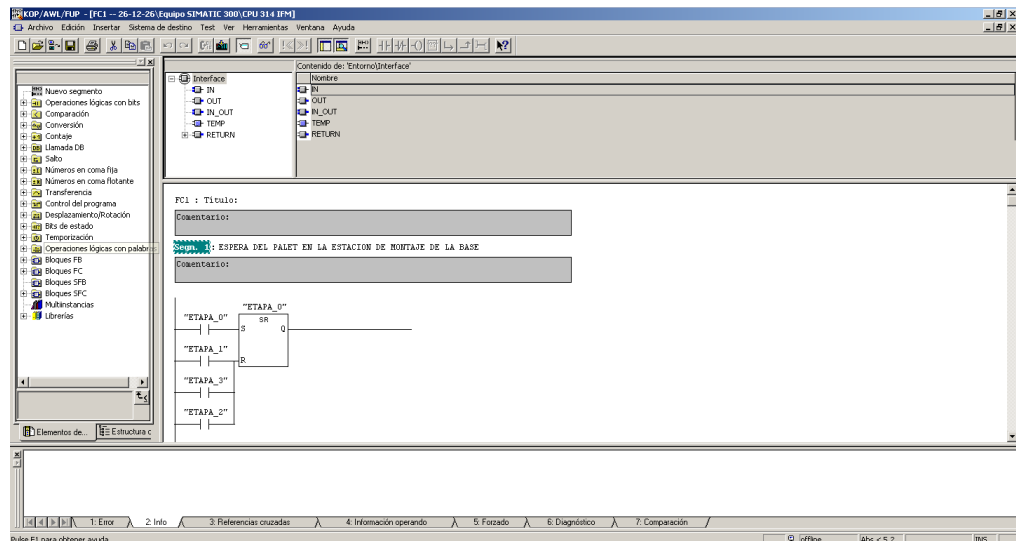 KOP/AWL/FUP - [FC1 -- 26-12-26\Equipo SIMATIC 300\CPU 314 IFM]
Archivo Edición Insertar Sistema de destino Test Ver Herramientas Ventana Ayuda
Contenido de: 'Entorno\Interface'
Nombre
Interface
IN
OUT
IN_OUT
TEMP
RETURN
IN
OUT
IN_OUT
TEMP
RETURN
Nuevo segmento
Operaciones lógicas con bits
Comparación
Conversión
Contaje
Llamada DB
Salto
Números en coma fija
Números en coma flotante
Transferencia
Control del programa
Desplazamiento/Rotación
Bits de estado
Temporización
Operaciones lógicas con palabras
Bloques FB
Bloques FC
Bloques SFB
Bloques SFC
Multiinstancias
Librerías
Elementos de... Estructura c
FC1 : Título:
Comentario:
Segm. 1: ESPERA DEL PALET EN LA ESTACION DE MONTAJE DE LA BASE
Comentario:
"ETAPA_0"
"ETAPA_0" SR
S Q
"ETAPA_1"
R
"ETAPA_3"
"ETAPA_2"
1: Error 2: Info 3: Referencias cruzadas 4: Información operando 5: Forzado 6: Diagnóstico 7: Comparación
Pulse F1 para obtener ayuda. offline Abs < 5.2 INS